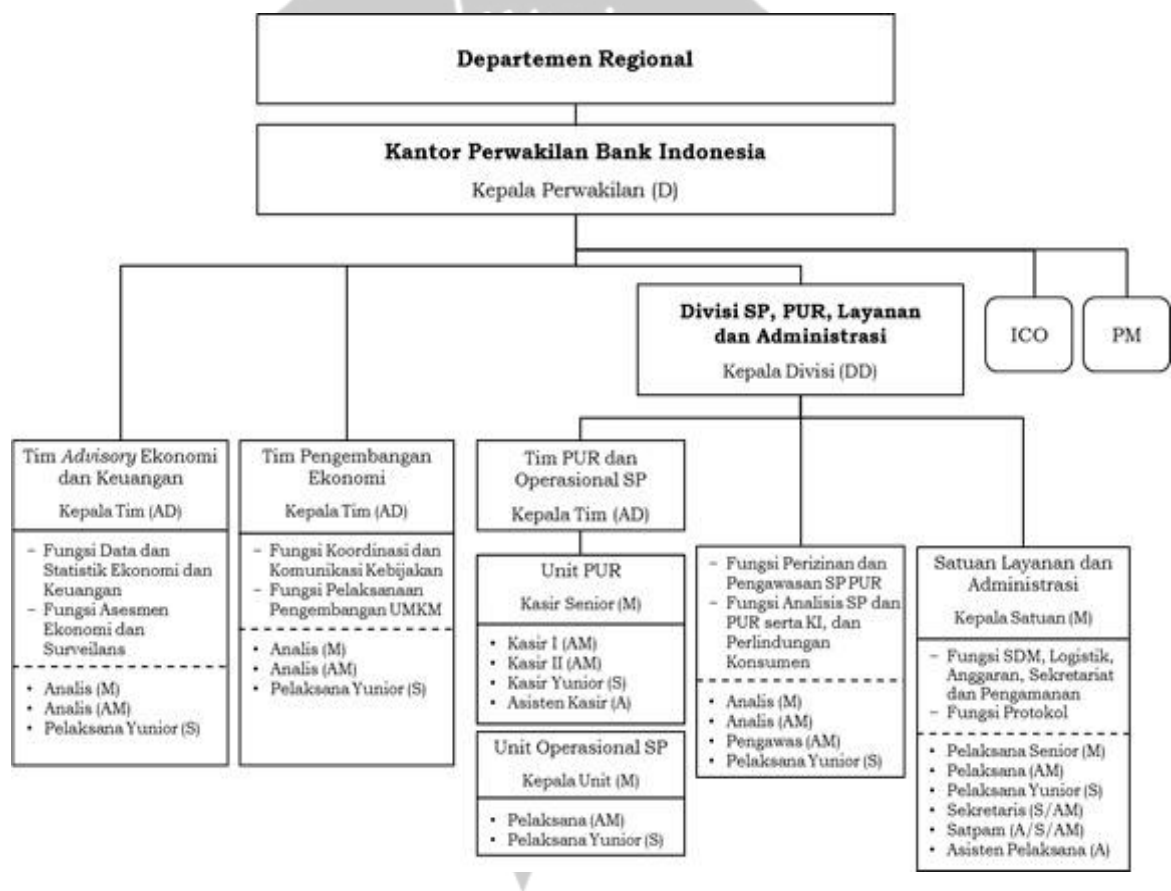 Departemen Regional
Kantor Perwakilan Bank Indonesia
Kepala Perwakilan (D)
Divisi SP, PUR, Layanan
dan Administrasi
Kepala Divisi (DD)
ICO
PM
Tim Advisory Ekonomi
dan Keuangan
Kepala Tim (AD)
– Fungsi Data dan
Statistik Ekonomi dan
Keuangan
– Fungsi Asesmen
Ekonomi dan
Surveilans
• Analis (M)
• Analis (AM)
• Pelaksana Yunior (S)
Tim Pengembangan
Ekonomi
Kepala Tim (AD)
– Fungsi Koordinasi dan
Komunikasi Kebijakan
– Fungsi Pelaksanaan
Pengembangan UMKM
• Analis (M)
• Analis (AM)
• Pelaksana Yunior (S)
Tim PUR dan
Operasional SP
Kepala Tim (AD)
Unit PUR
Kasir Senior (M)
• Kasir I (AM)
• Kasir II (AM)
• Kasir Yunior (S)
• Asisten Kasir (A)
Unit Operasional SP
Kepala Unit (M)
• Pelaksana (AM)
• Pelaksana Yunior (S)
– Fungsi Perizinan dan
Pengawasan SP PUR
– Fungsi Analisis SP dan
PUR serta KI, dan
Perlindungan
Konsumen
• Analis (M)
• Analis (AM)
• Pengawas (AM)
• Pelaksana Yunior (S)
Satuan Layanan dan
Administrasi
Kepala Satuan (M)
– Fungsi SDM, Logistik,
Anggaran, Sekretariat
dan Pengamanan
– Fungsi Protokol
• Pelaksana Senior (M)
• Pelaksana (AM)
• Pelaksana Yunior (S)
• Sekretaris (S/AM)
• Satpam (A/S/AM)
• Asisten Pelaksana (A)